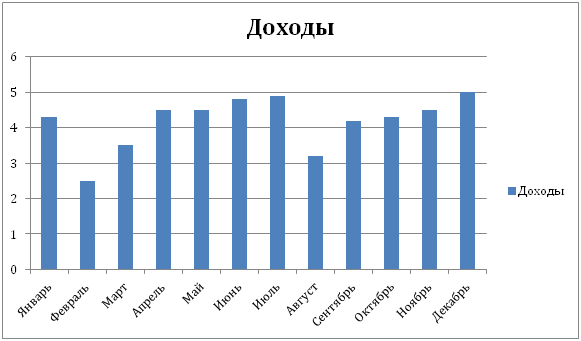 Доходы
6
5
4
3
2
1
0
Январь
Февраль
Март
Апрель
Май
Июнь
Июль
Август
Сентябрь
Октябрь
Ноябрь
Декабрь
Доходы